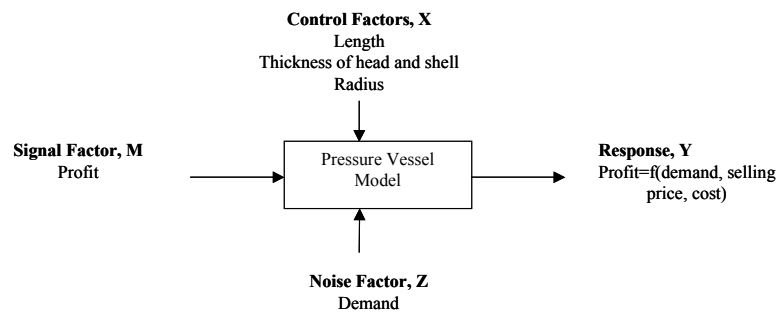 Control Factors, X
Length
Thickness of head and shell
Radius
Signal Factor, M
Profit
Pressure Vessel
Model
Response, Y
Profit=f(demand, selling
price, cost)
Noise Factor, Z
Demand